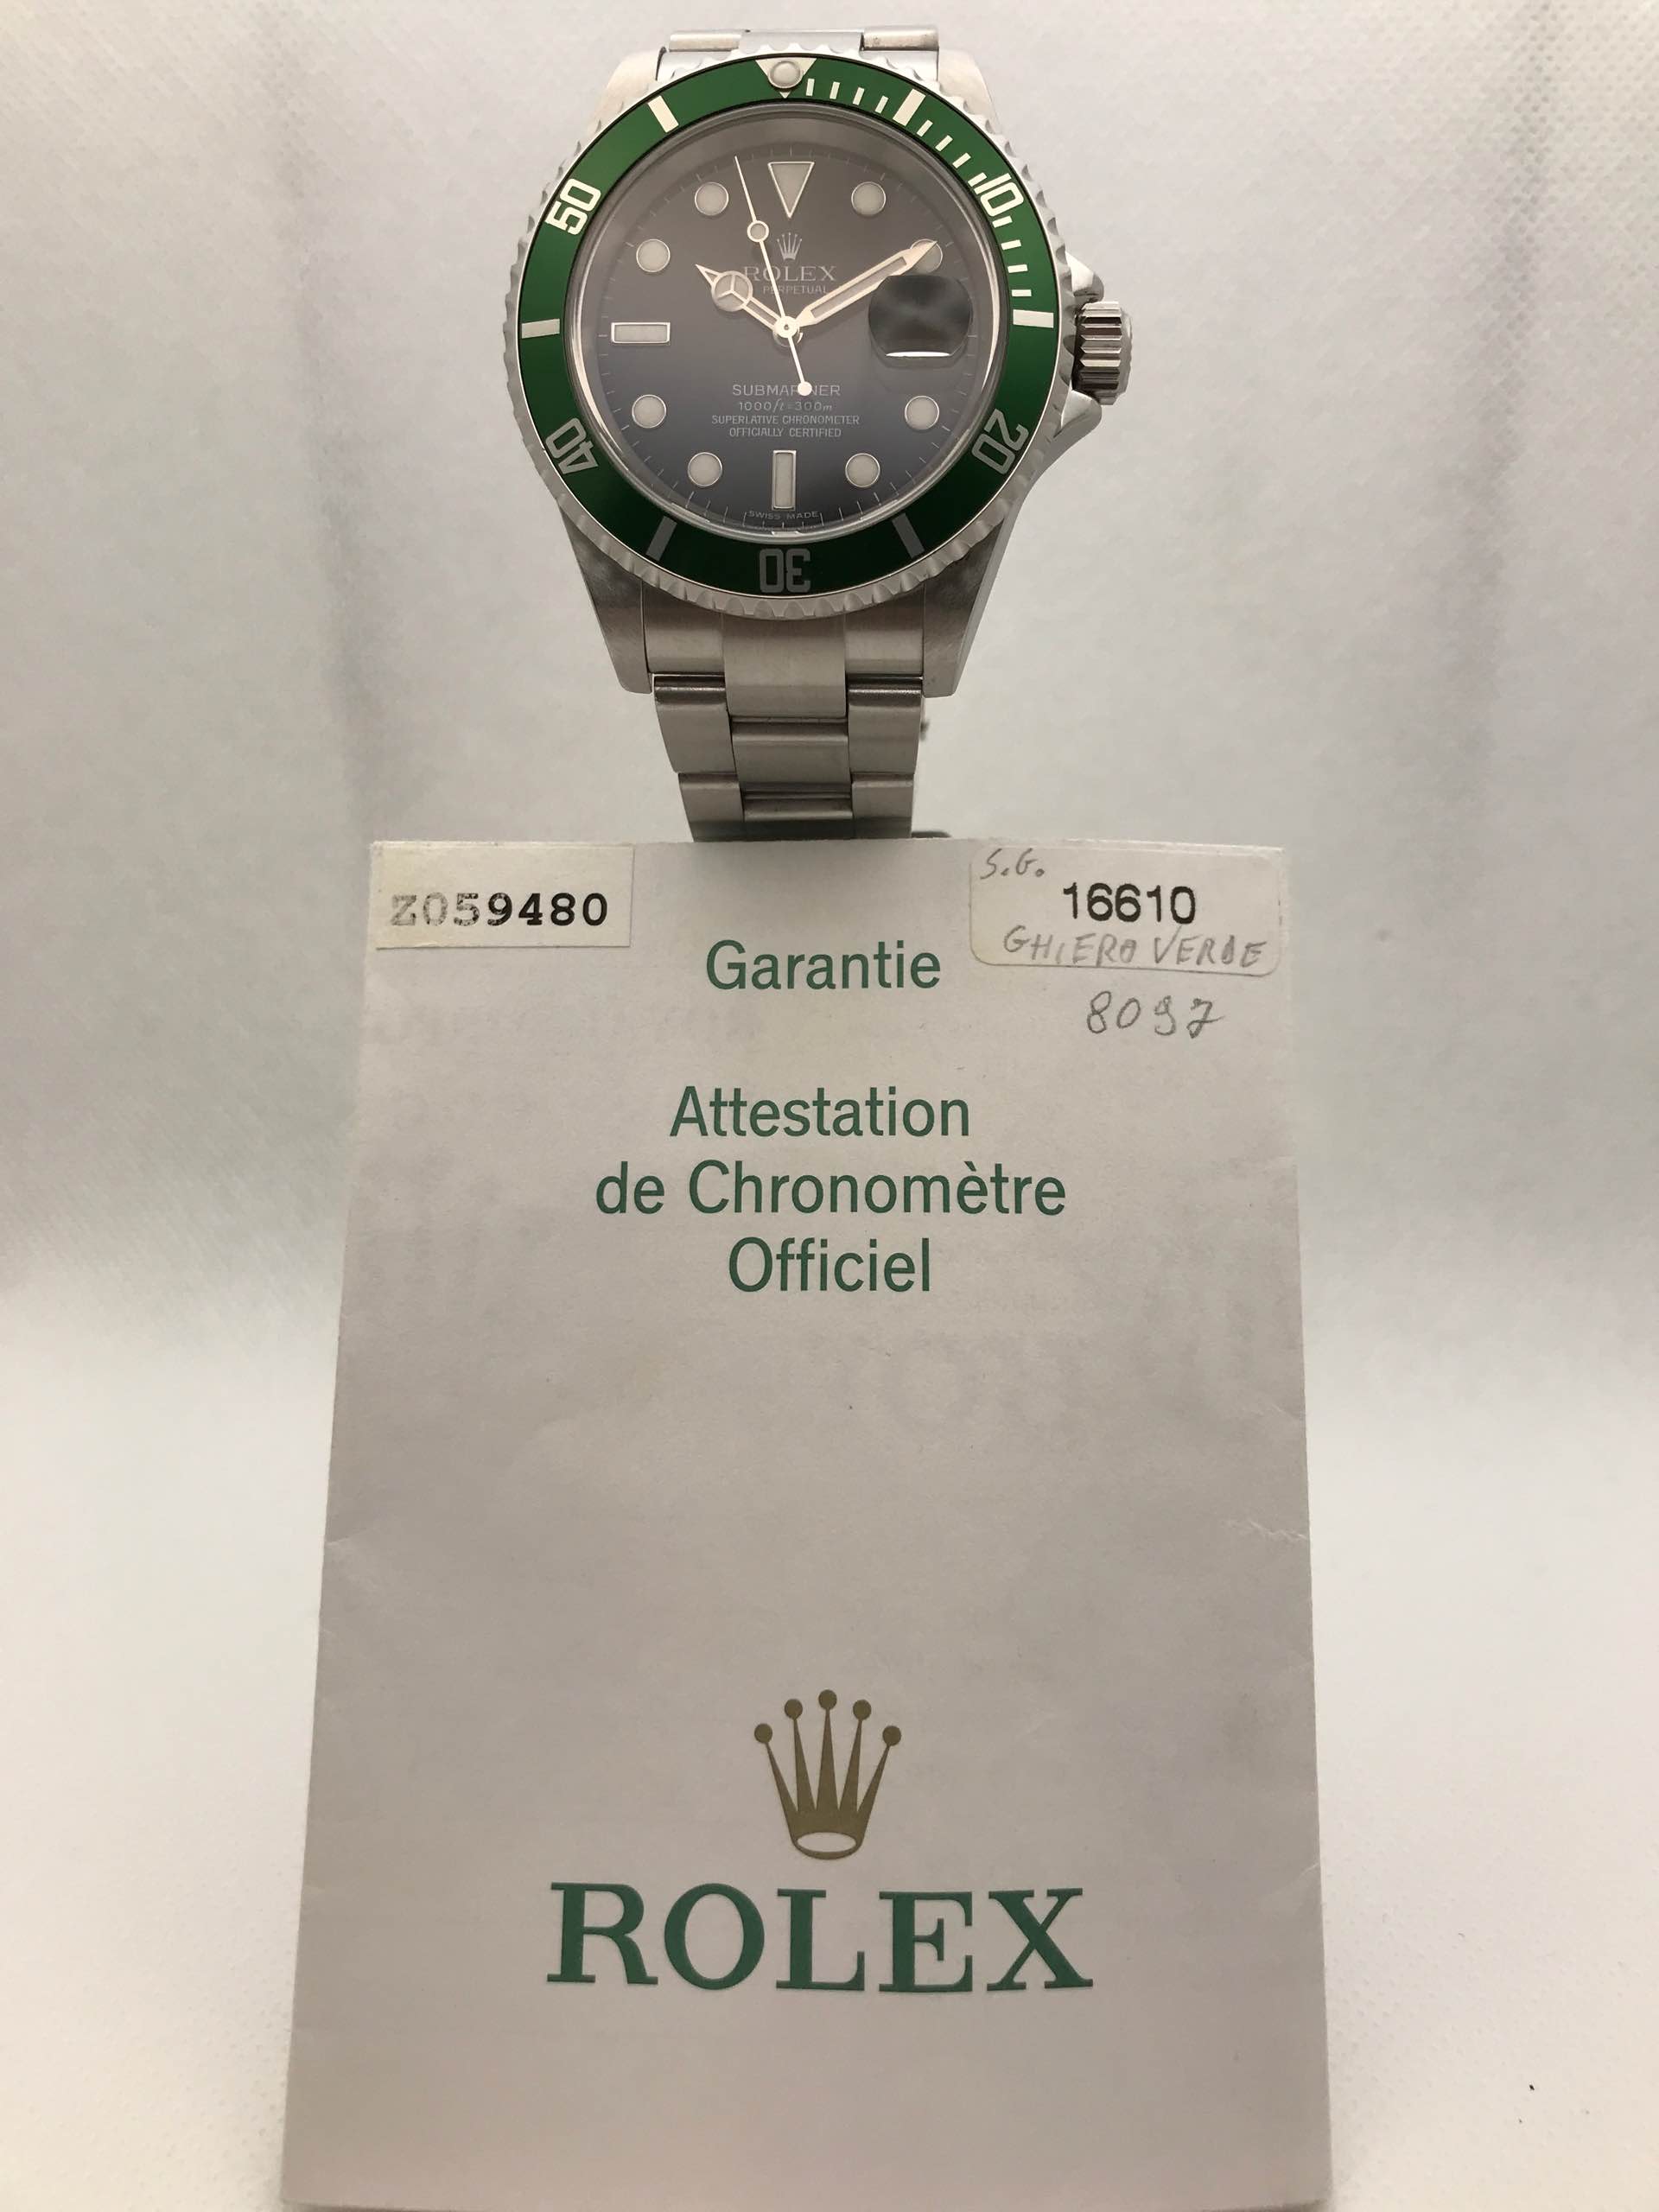 10
20
30
40
50
ROLEX
PERPETUAL
SUBMARINER
1000ft=300m
SUPERLATIVE CHRONOMETER
OFFICIALLY CERTIFIED
SWISS MADE
Z059480
S.G.
16610
GHIERA VERDE
8097
Garantie
Attestation
de Chronomètre
Officiel
ROLEX